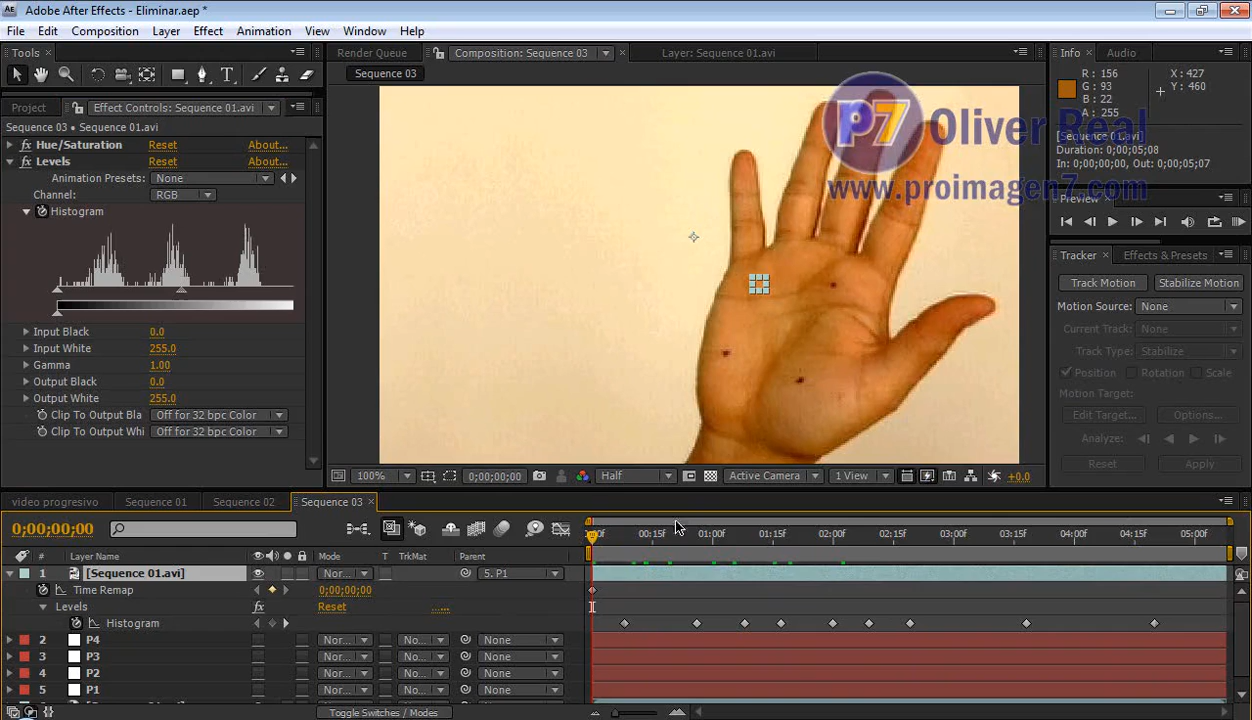 Adobe After Effects - Eliminar.aep *
File Edit Composition Layer Effect Animation View Window Help
Tools
Render Queue Composition: Sequence 03 Layer: Sequence 01.avi
Info Audio
Sequence 03
R : 156 X : 427
G : 93 Y : 460
B : 22
A : 255
Project Effect Controls: Sequence 01.avi
Sequence 03 • Sequence 01.avi
[Sequence 01.avi]
Duration: 0;00;05;08
In: 0;00;00;00, Out: 0;00;05;07
P7 Oliver Real
www.proimagen7.com
Hue/Saturation Reset About...
Levels Reset About...
Animation Presets: None
Channel: RGB
Histogram
Input Black 0.0
Input White 255.0
Gamma 1.00
Output Black 0.0
Output White 255.0
Clip To Output Bla Off for 32 bpc Color
Clip To Output Whi Off for 32 bpc Color
Preview
Tracker Effects & Presets
Track Motion Stabilize Motion
Motion Source: None
Current Track: None
Track Type: Stabilize
Position Rotation Scale
Motion Target:
Edit Target... Options...
Analyze:
Reset Apply
100% 0;00;00;00 Half Active Camera 1 View +0.0
video progresivo Sequence 01 Sequence 02 Sequence 03
0;00;00;00
00:15f 01:00f 01:15f 02:00f 02:15f 03:00f 03:15f 04:00f 04:15f 05:00f
# Layer Name Mode T TrkMat Parent
1 [Sequence 01.avi] Nor... 5. P1
Time Remap 0;00;00;00
Levels fx Reset ......
Histogram
2 P4 Nor... No... None
3 P3 Nor... No... None
4 P2 Nor... No... None
5 P1 Nor... No... None
Toggle Switches / Modes